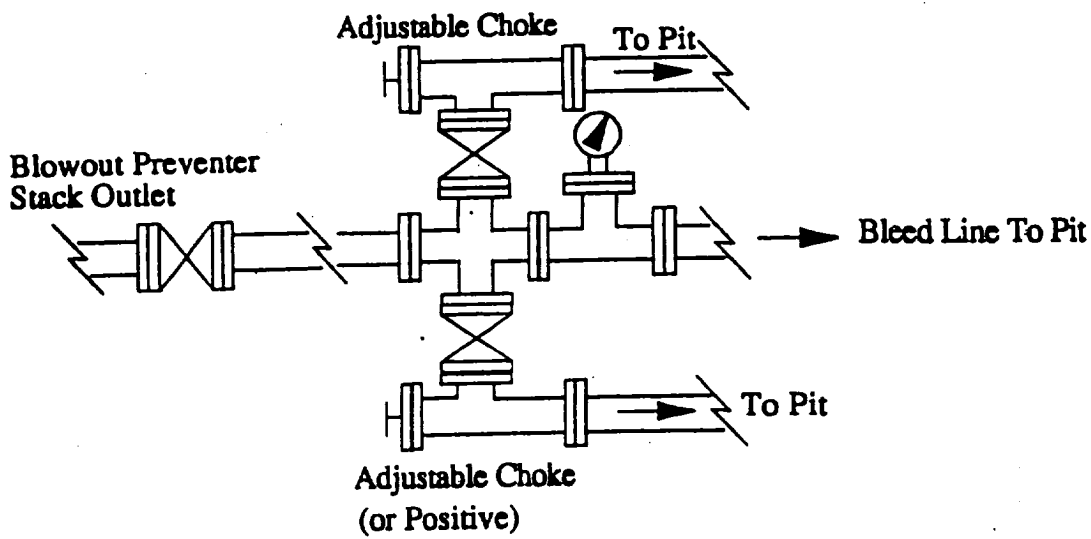 Adjustable Choke
To Pit
Blowout Preventer
Stack Outlet
Bleed Line To Pit
To Pit
Adjustable Choke
(or Positive)